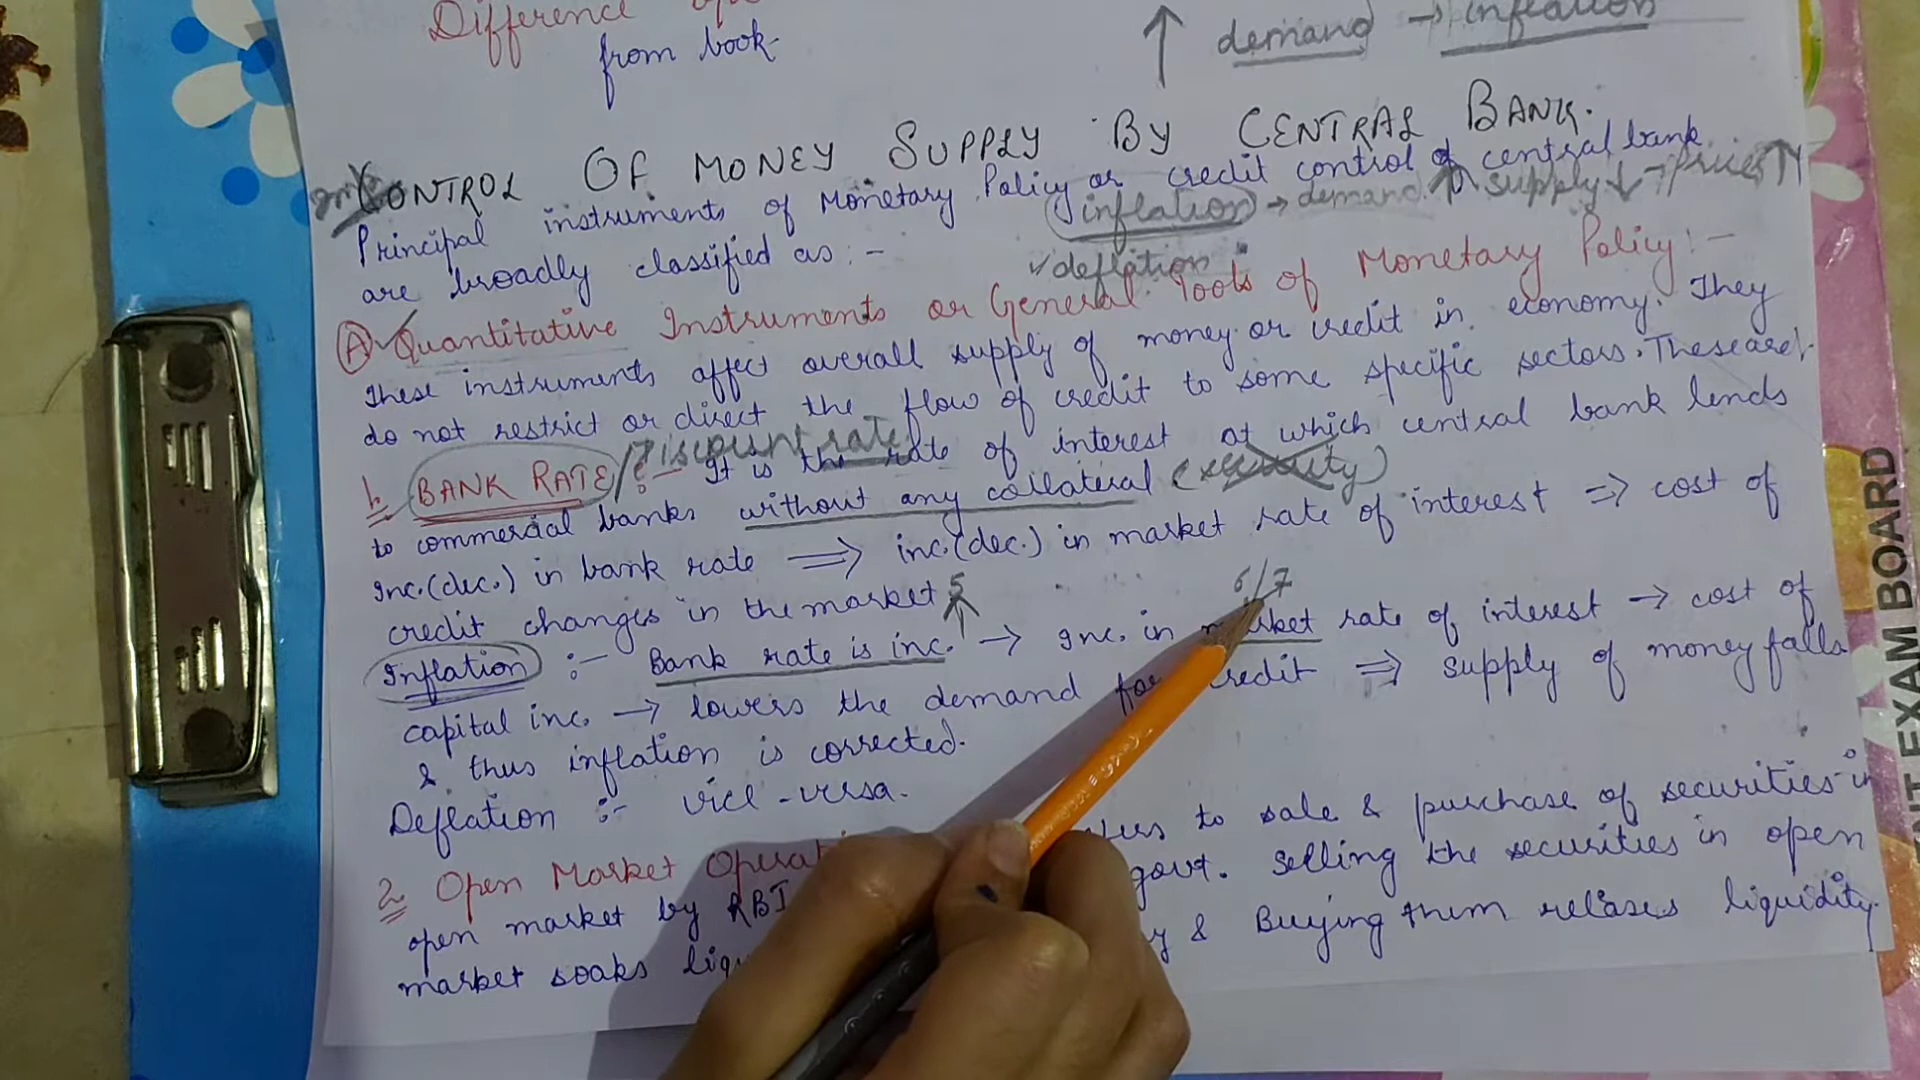 Difference
from book
↑ demand → inflation
CONTROL OF MONEY SUPPLY BY CENTRAL BANK.
Principal instruments of Monetary Policy or credit control of central bank
inflation → demand ↑ supply ↓ → prices ↑
are broadly classified as :-
✓ deflation
(A) Quantitative Instruments or General Tools of Monetary Policy :-
These instruments affect overall supply of money or credit in economy. They
do not restrict or direct the flow of credit to some specific sectors. These are
1. BANK RATE / Discount rate :- It is the rate of interest at which central bank lends
to commercial banks without any collateral (security)
Inc.(dec.) in bank rate ⇒ inc.(dec.) in market rate of interest ⇒ cost of
credit changes in the market
5 6/7
Inflation :- Bank rate is inc. → Inc. in market rate of interest → cost of
capital inc. → lowers the demand for credit ⇒ supply of money falls
& thus inflation is corrected.
Deflation :- vice-versa.
2. Open Market to sale & purchase of securities in
open market by RBI govt. Selling the securities in open
market soaks & Buying them relases liquidity.
EXAM BOARD